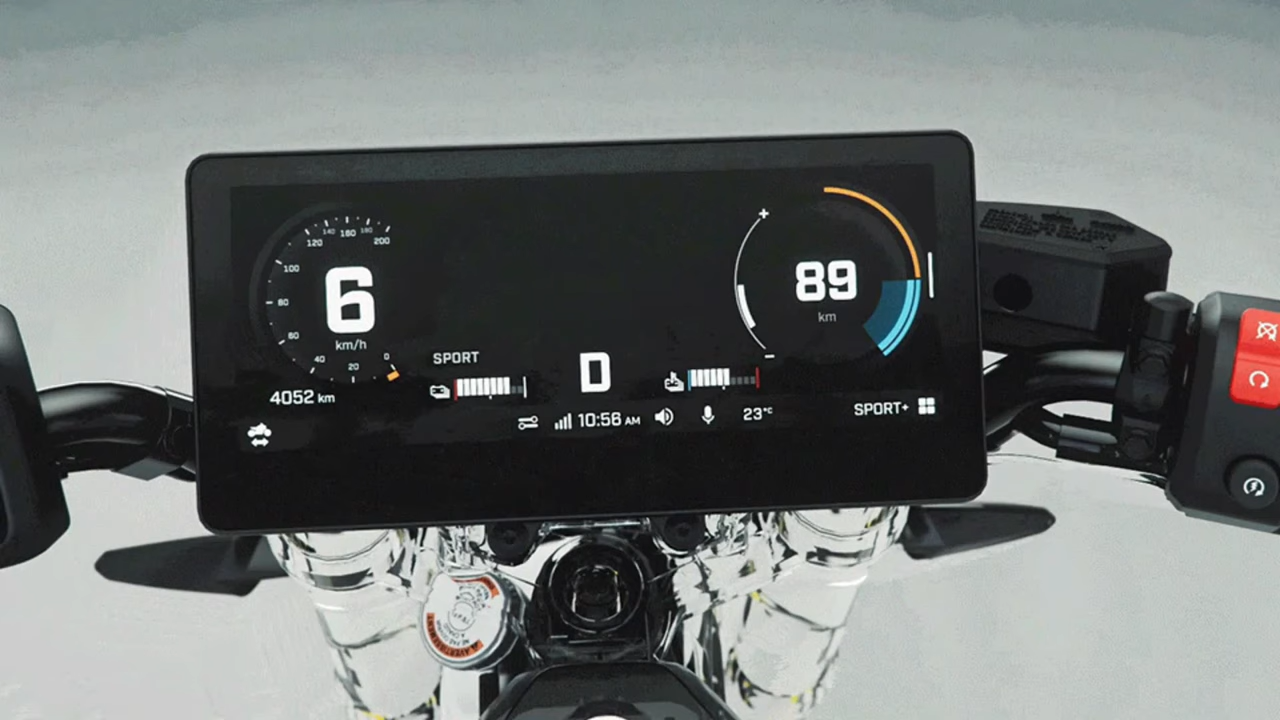 140 160 180
120 200
100
80
60
40 20 0
6
km/h
4052 km
SPORT
D
10:56 AM
23°C
+
89
km
−
SPORT+
AVERTISSEMENT